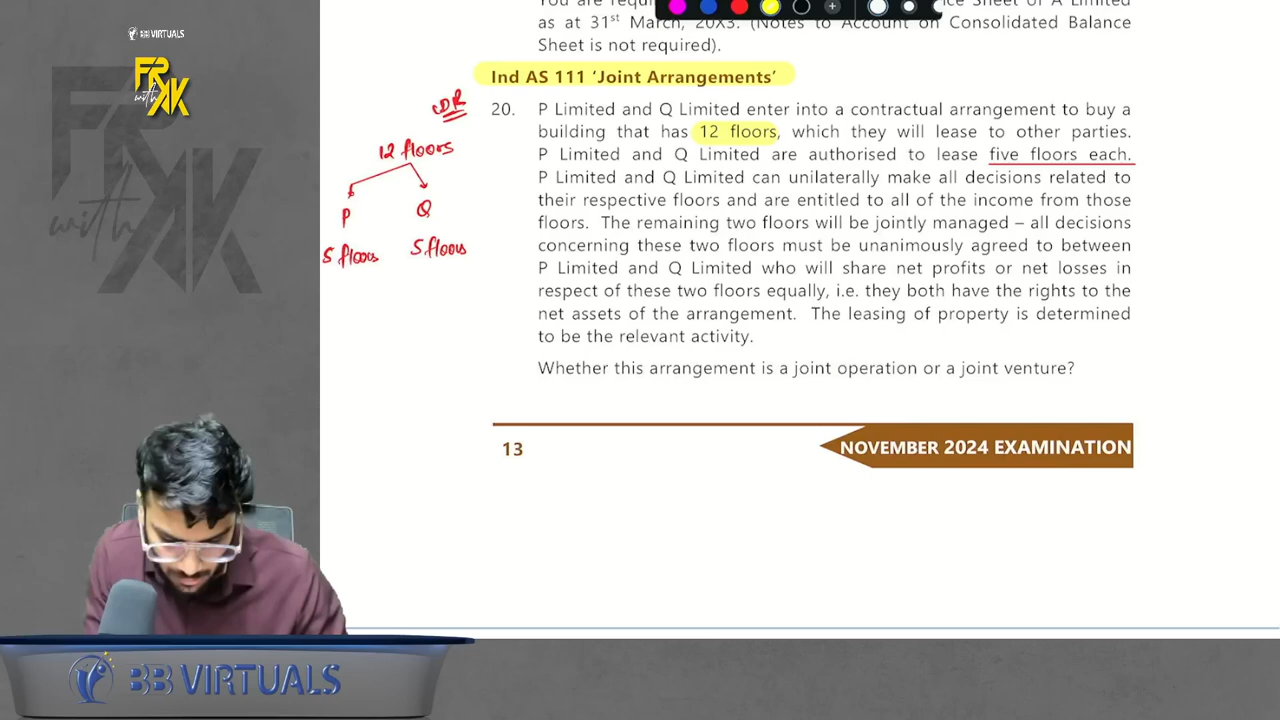 BB VIRTUALS
FR
with
AK
FR
with
AK
You are requi
ice Sheet of A Limited
as at 31st March, 20X3. (Notes to Account on Consolidated Balance
Sheet is not required).
Ind AS 111 ‘Joint Arrangements’
20. P Limited and Q Limited enter into a contractual arrangement to buy a
building that has 12 floors, which they will lease to other parties.
P Limited and Q Limited are authorised to lease five floors each.
P Limited and Q Limited can unilaterally make all decisions related to
their respective floors and are entitled to all of the income from those
floors. The remaining two floors will be jointly managed – all decisions
concerning these two floors must be unanimously agreed to between
P Limited and Q Limited who will share net profits or net losses in
respect of these two floors equally, i.e. they both have the rights to the
net assets of the arrangement. The leasing of property is determined
to be the relevant activity.
Whether this arrangement is a joint operation or a joint venture?
12 floors
P Q
5 floors 5 floors
13
NOVEMBER 2024 EXAMINATION
BB VIRTUALS